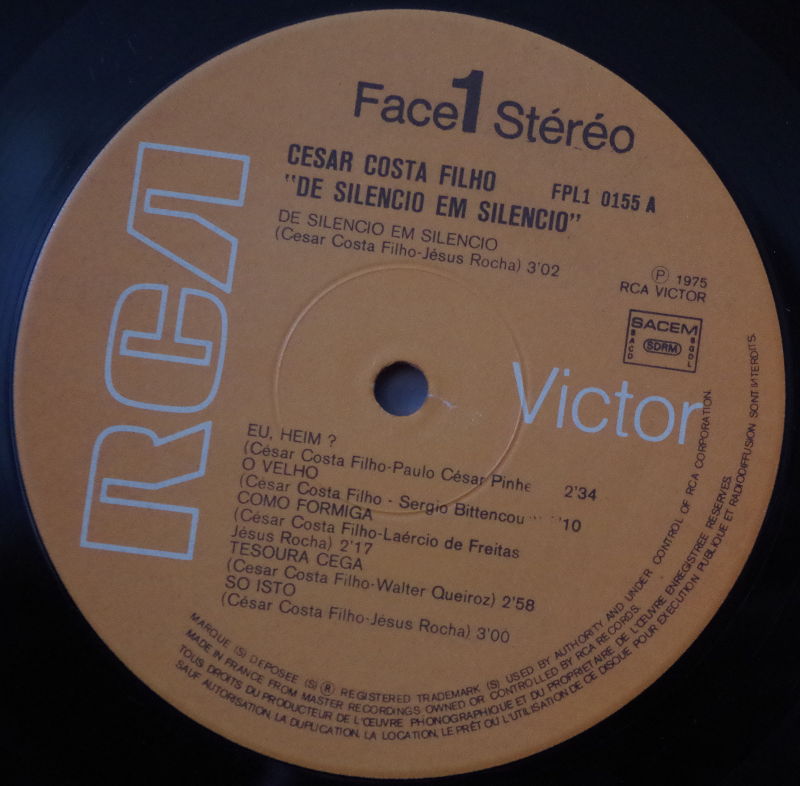 Face 1 Stéréo
CESAR COSTA FILHO
FPL1 0155 A
"DE SILENCIO EM SILENCIO"
DE SILENCIO EM SILENCIO
(Cesar Costa Filho-Jésus Rocha) 3'02
Ⓟ 1975
RCA VICTOR
SACEM
SACD
SDRM
SGDL
RCA
Victor
EU, HEIM ?
(César Costa Filho-Paulo César Pinhe 2'34
O VELHO
(César Costa Filho - Sergio Bittencou '10
COMO FORMIGA
(César Costa Filho-Laércio de Freitas
Jésus Rocha) 2'17
TESOURA CEGA
(Cesar Costa Filho-Walter Queiroz) 2'58
SO ISTO
(César Costa Filho-Jésus Rocha) 3'00
MARQUE (S) DEPOSEE (S) ® REGISTERED TRADEMARK (S) USED BY AUTHORITY AND UNDER CONTROL OF RCA CORPORATION.
MADE IN FRANCE FROM MASTER RECORDINGS OWNED OR CONTROLLED BY RCA RECORDS.
TOUS DROITS DU PRODUCTEUR DE L'ŒUVRE PHONOGRAPHIQUE ET DU PROPRIETAIRE DE L'ŒUVRE ENREGISTREE RESERVES.
SAUF AUTORISATION, LA DUPLICATION, LA LOCATION, LE PRÊT OU L'UTILISATION DE CE DISQUE POUR EXECUTION PUBLIQUE ET RADIODIFFUSION SONT INTERDITS.